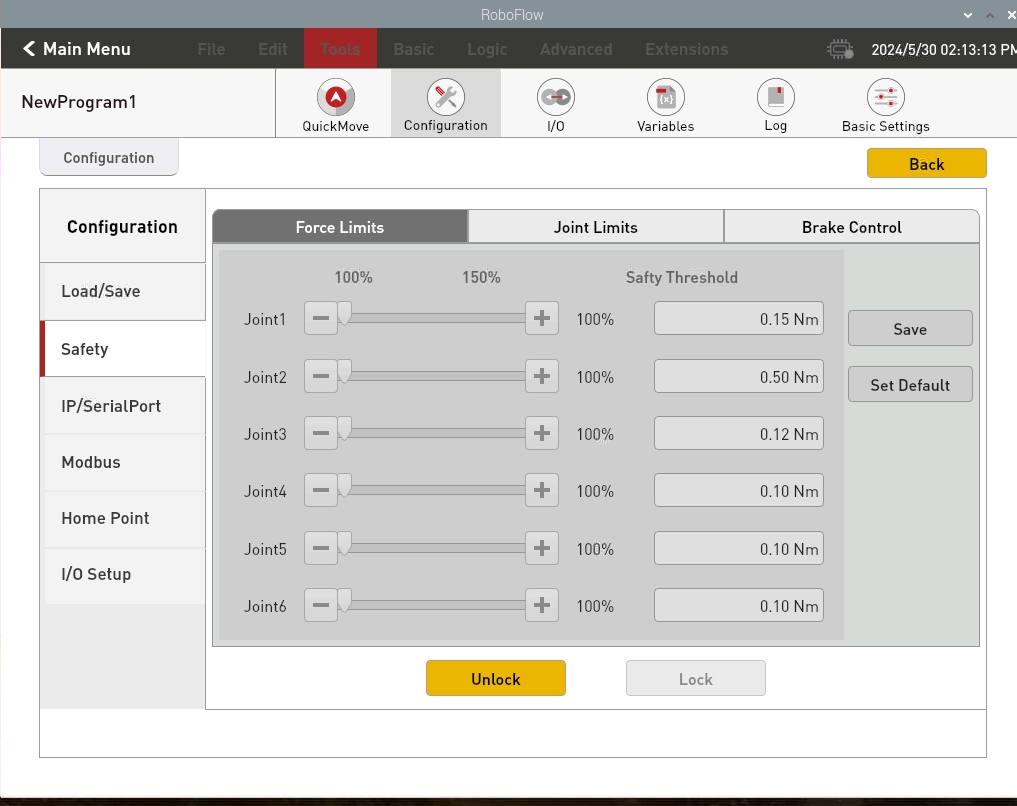 RoboFlow
Main Menu File Edit Tools Basic Logic Advanced Extensions 2024/5/30 02:13:13 PM
NewProgram1
QuickMove Configuration I/O Variables Log Basic Settings
Configuration
Back
Configuration
Force Limits Joint Limits Brake Control
100% 150% Safty Threshold
Load/Save
Joint1 100% 0.15 Nm
Save
Safety
Joint2 100% 0.50 Nm
Set Default
IP/SerialPort
Joint3 100% 0.12 Nm
Modbus
Joint4 100% 0.10 Nm
Home Point
Joint5 100% 0.10 Nm
I/O Setup
Joint6 100% 0.10 Nm
Unlock Lock